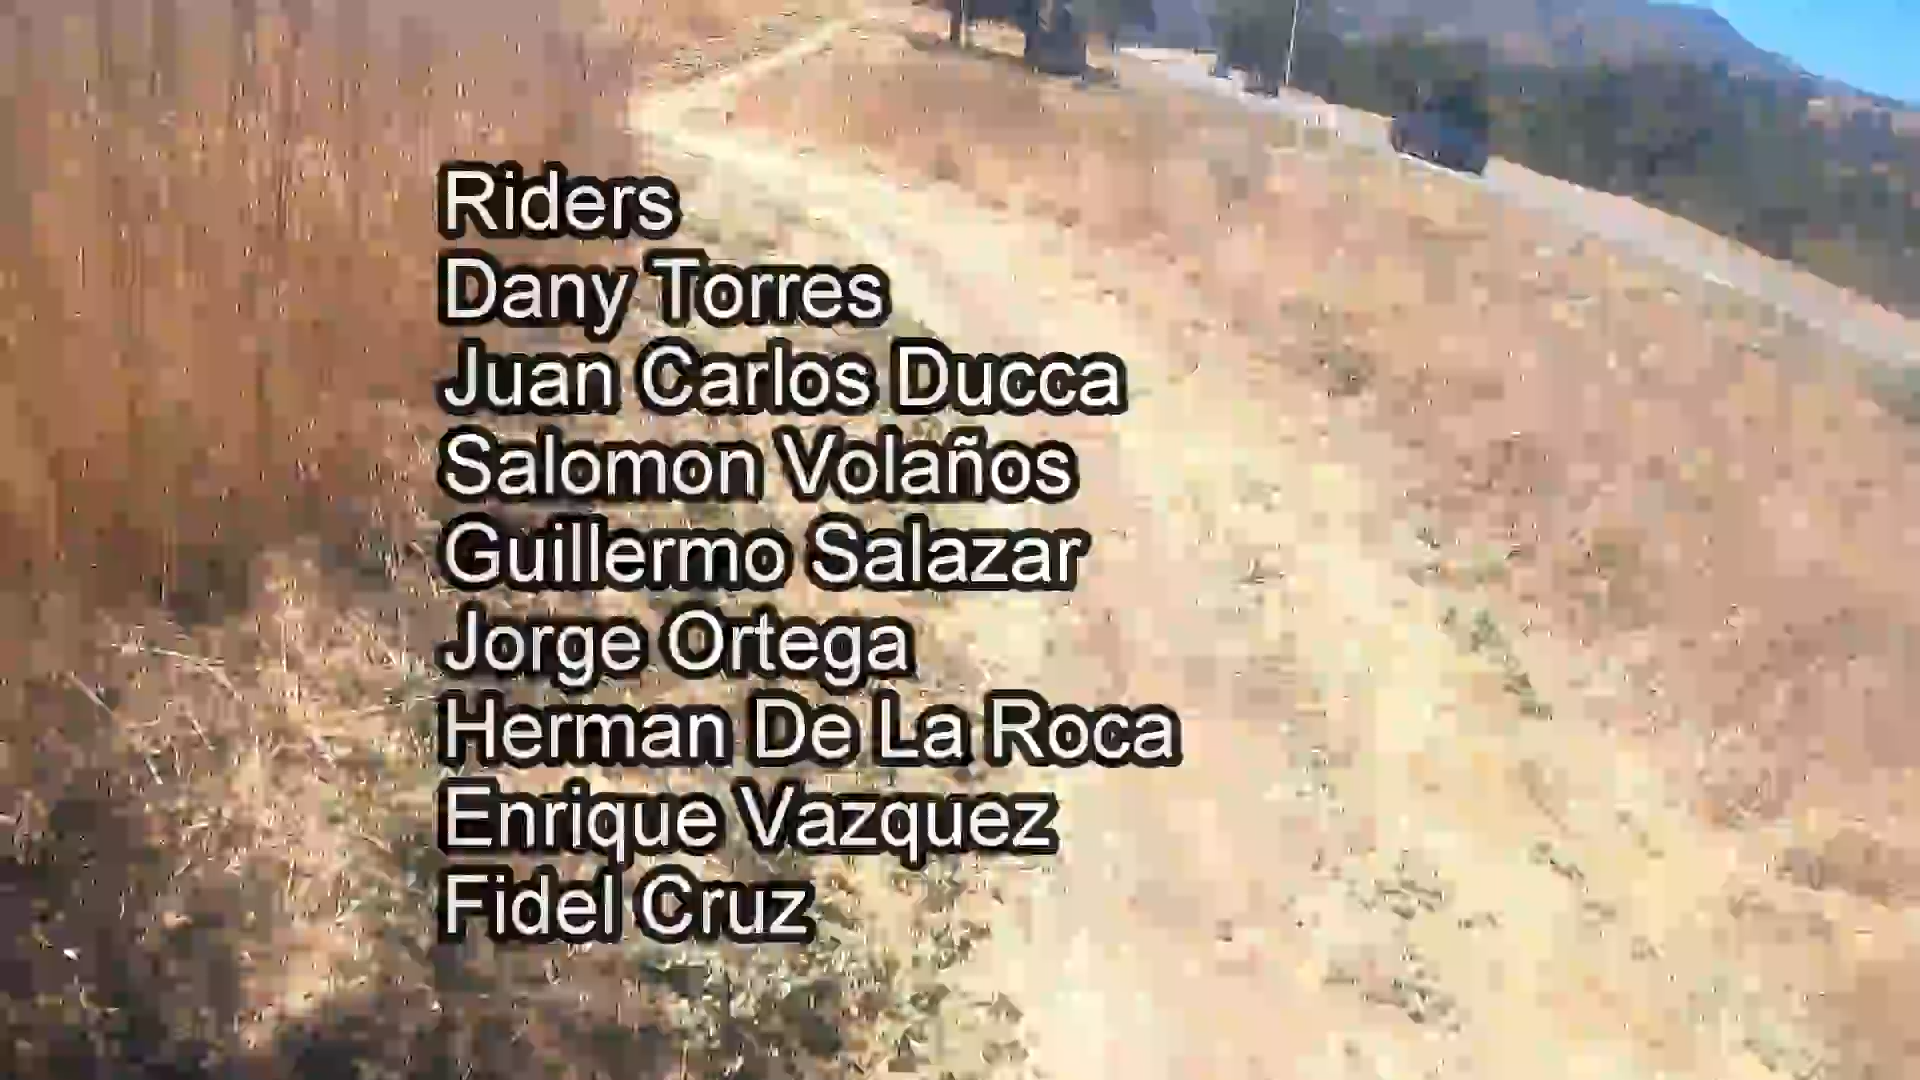 Riders
Dany Torres
Juan Carlos Ducca
Salomon Volaños
Guillermo Salazar
Jorge Ortega
Herman De La Roca
Enrique Vazquez
Fidel Cruz